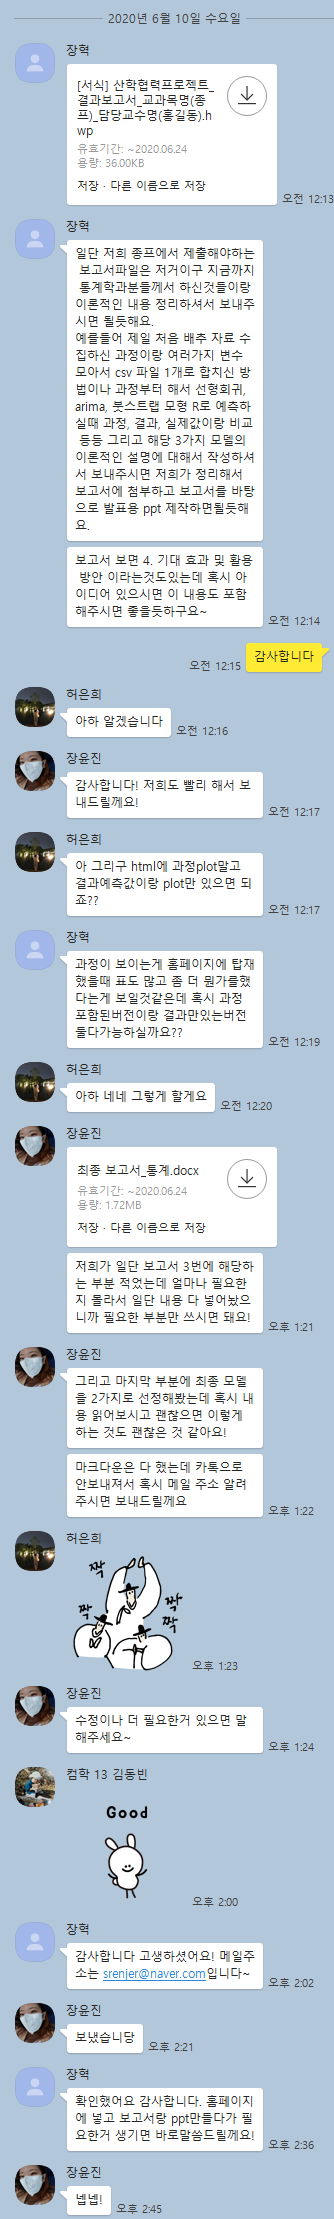 2020년 6월 10일 수요일
장혁
[서식] 산학협력프로젝트_
결과보고서_교과목명(종
프)_담당교수명(홍길동).h
wp
유효기간: ~2020.06.24
용량: 36.00KB
저장 · 다른 이름으로 저장
오전 12:13
장혁
일단 저희 종프에서 제출해야하는
보고서파일은 저거이구 지금까지
통계학과분들께서 하신것들이랑
이론적인 내용 정리하셔서 보내주
시면 될듯해요.
예를들어 제일 처음 배추 자료 수
집하신 과정이랑 여러가지 변수
모아서 csv 파일 1개로 합치신 방
법이나 과정부터 해서 선형회귀,
arima, 붓스트랩 모형 R로 예측하
실때 과정, 결과, 실제값이랑 비교
등등 그리고 해당 3가지 모델의
이론적인 설명에 대해서 작성하셔
서 보내주시면 저희가 정리해서
보고서에 첨부하고 보고서를 바탕
으로 발표용 ppt 제작하면될듯해
요.
보고서 보면 4. 기대 효과 및 활용
방안 이라는것도있는데 혹시 아
이디어 있으시면 이 내용도 포함
해주시면 좋을듯하구요~
오전 12:14
감사합니다
오전 12:15
허은희
아하 알겠습니다
오전 12:16
장윤진
감사합니다! 저희도 빨리 해서 보
내드릴께요!
오전 12:17
허은희
아 그리구 html에 과정plot말고
결과예측값이랑 plot만 있으면 되
죠??
오전 12:17
장혁
과정이 보이는게 홈페이지에 탑재
했을때 표도 많고 좀 더 뭔가를했
다는게 보일것같은데 혹시 과정
포함된버전이랑 결과만있는버전
둘다가능하실까요??
오전 12:19
허은희
아하 네네 그렇게 할게요
오전 12:20
장윤진
최종 보고서_통계.docx
유효기간: ~2020.06.24
용량: 1.72MB
저장 · 다른 이름으로 저장
저희가 일단 보고서 3번에 해당하
는 부분 적었는데 얼마나 필요한
지 몰라서 일단 내용 다 넣어놨으
니까 필요한 부분만 쓰시면 돼요!
오후 1:21
장윤진
그리고 마지막 부분에 최종 모델
을 2가지로 선정해봤는데 혹시 내
용 읽어보시고 괜찮으면 이렇게
하는 것도 괜찮은 것 같아요!
마크다운은 다 했는데 카톡으로
안보내져서 혹시 메일 주소 알려
주시면 보내드릴께요
오후 1:22
허은희
짝
짝
짝
짝
오후 1:23
장윤진
수정이나 더 필요한거 있으면 말
해주세요~
오후 1:24
컴학 13 김동빈
Good
오후 2:00
장혁
감사합니다 고생하셨어요! 메일주
소는 srenjer@naver.com입니다~
오후 2:02
장윤진
보냈습니당
오후 2:21
장혁
확인했어요 감사합니다. 홈페이지
에 넣고 보고서랑 ppt만들다가 필
요한거 생기면 바로말씀드릴께요!
오후 2:36
장윤진
넵넵!
오후 2:45